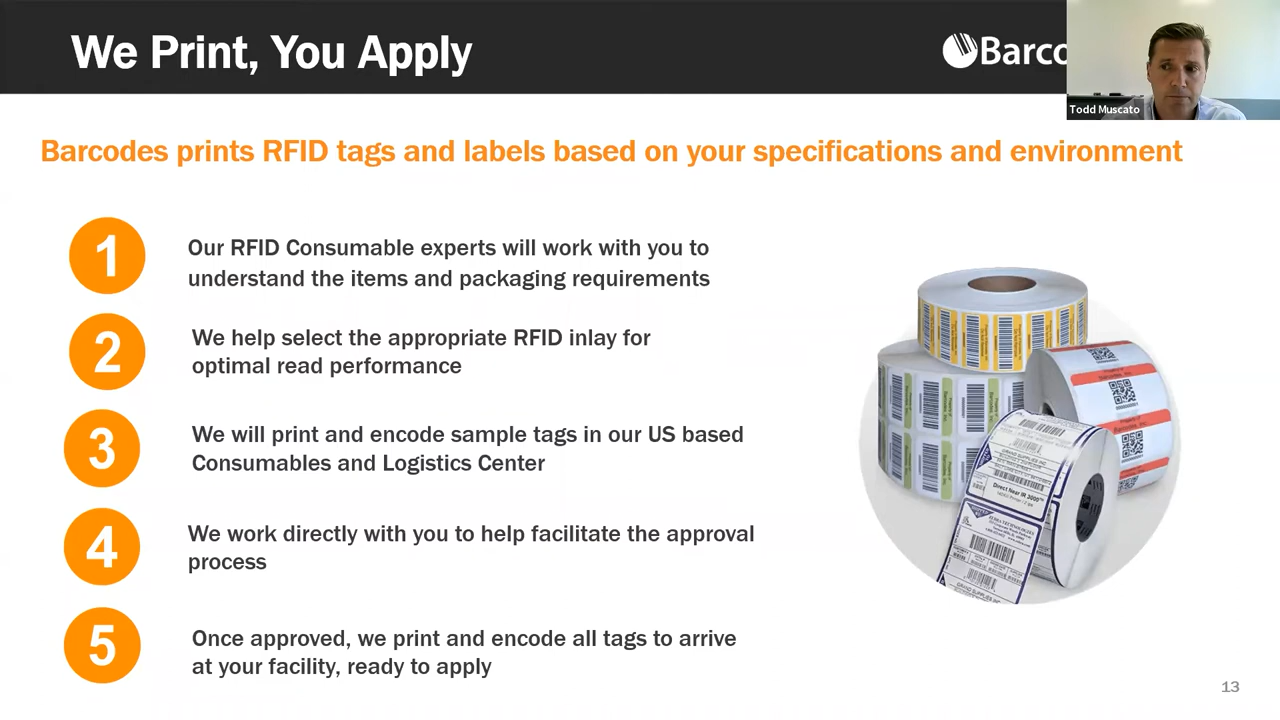 We Print, You Apply
Barco
Todd Muscato
Barcodes prints RFID tags and labels based on your specifications and environment
1
Our RFID Consumable experts will work with you to
understand the items and packaging requirements
2
We help select the appropriate RFID inlay for
optimal read performance
3
We will print and encode sample tags in our US based
Consumables and Logistics Center
4
We work directly with you to help facilitate the approval
process
5
Once approved, we print and encode all tags to arrive
at your facility, ready to apply
Direct Near IR 3000™
13